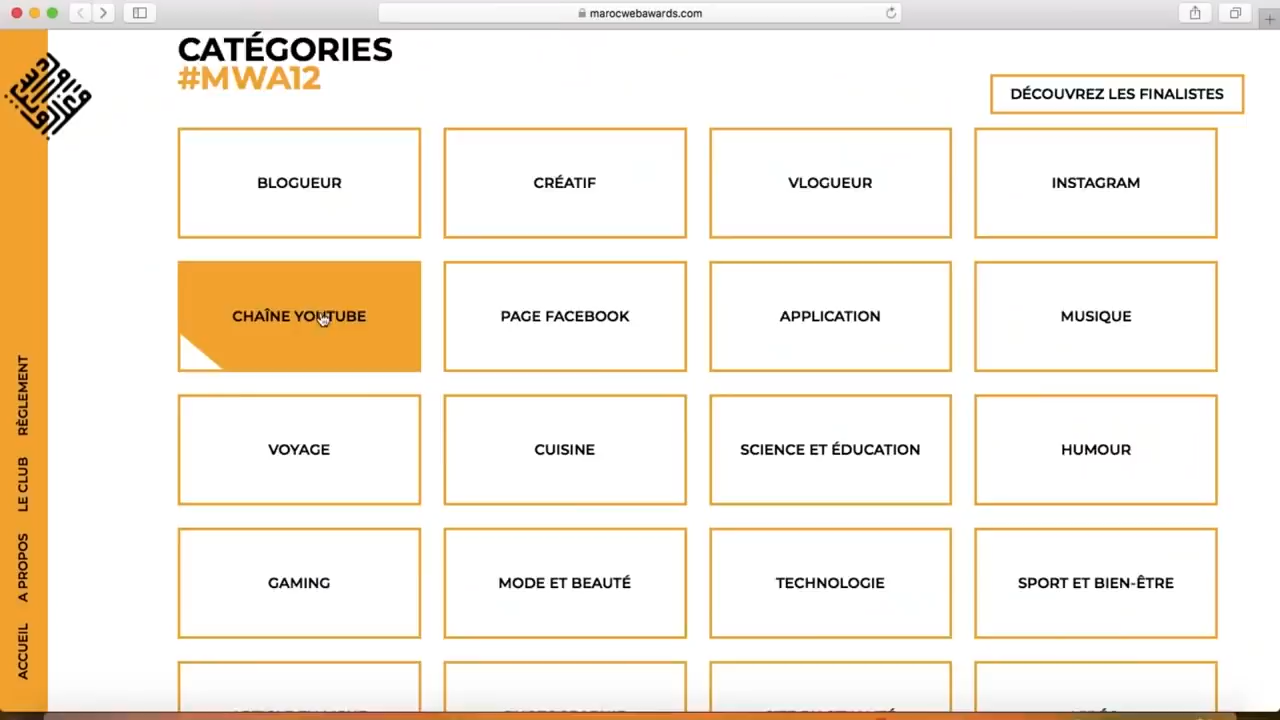 marocwebawards.com
CATÉGORIES
#MWA12
DÉCOUVREZ LES FINALISTES
BLOGUEUR
CRÉATIF
VLOGUEUR
INSTAGRAM
CHAÎNE YOUTUBE
PAGE FACEBOOK
APPLICATION
MUSIQUE
VOYAGE
CUISINE
SCIENCE ET ÉDUCATION
HUMOUR
GAMING
MODE ET BEAUTÉ
TECHNOLOGIE
SPORT ET BIEN-ÊTRE
RÈGLEMENT
LE CLUB
A PROPOS
ACCUEIL